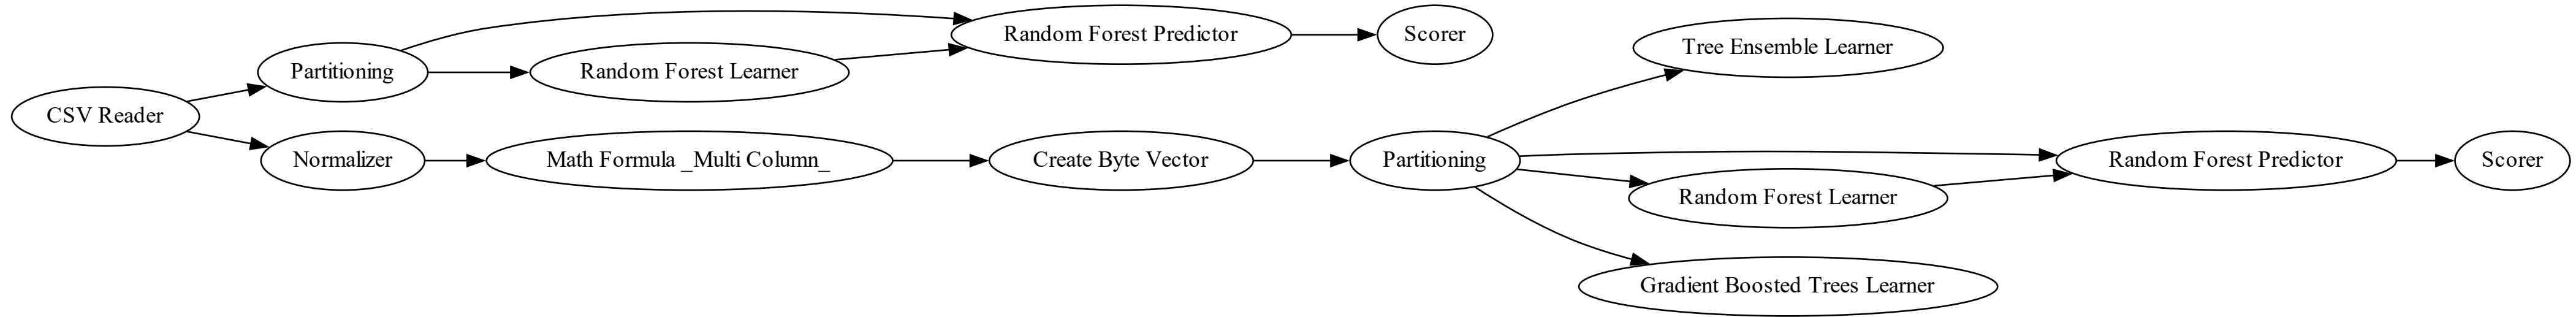 CSV Reader
Partitioning
Random Forest Learner
Random Forest Predictor
Scorer
Normalizer
Math Formula _Multi Column_
Create Byte Vector
Partitioning
Tree Ensemble Learner
Random Forest Learner
Gradient Boosted Trees Learner
Random Forest Predictor
Scorer